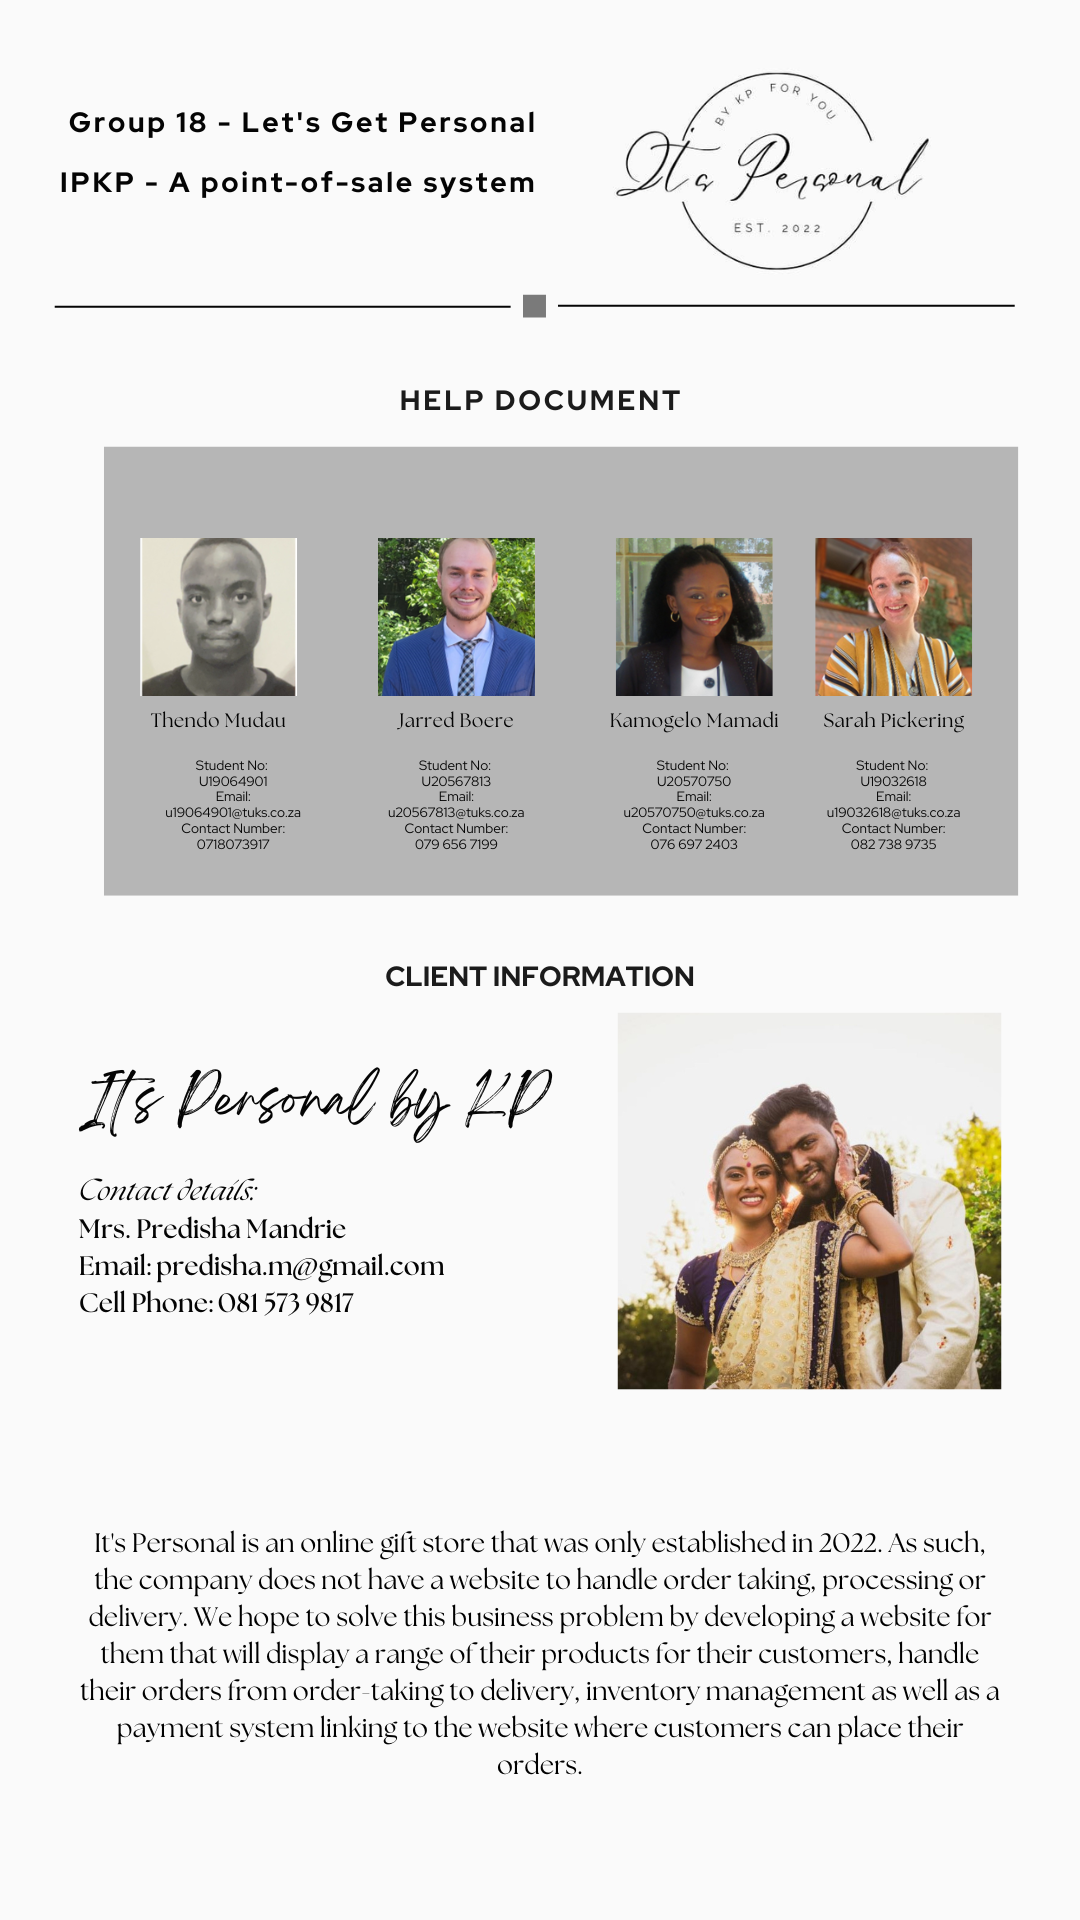 Group 18 - Let's Get Personal
IPKP - A point-of-sale system
BY KP FOR YOU
It's Personal
EST. 2022
HELP DOCUMENT
Thendo Mudau
Student No:
U19064901
Email:
u19064901@tuks.co.za
Contact Number:
0718073917
Jarred Boere
Student No:
U20567813
Email:
u20567813@tuks.co.za
Contact Number:
079 656 7199
Kamogelo Mamadi
Student No:
U20570750
Email:
u20570750@tuks.co.za
Contact Number:
076 697 2403
Sarah Pickering
Student No:
U19032618
Email:
u19032618@tuks.co.za
Contact Number:
082 738 9735
CLIENT INFORMATION
It's Personal by KP
Contact details:
Mrs. Predisha Mandrie
Email: predisha.m@gmail.com
Cell Phone: 081 573 9817
It's Personal is an online gift store that was only established in 2022. As such,
the company does not have a website to handle order taking, processing or
delivery. We hope to solve this business problem by developing a website for
them that will display a range of their products for their customers, handle
their orders from order-taking to delivery, inventory management as well as a
payment system linking to the website where customers can place their
orders.